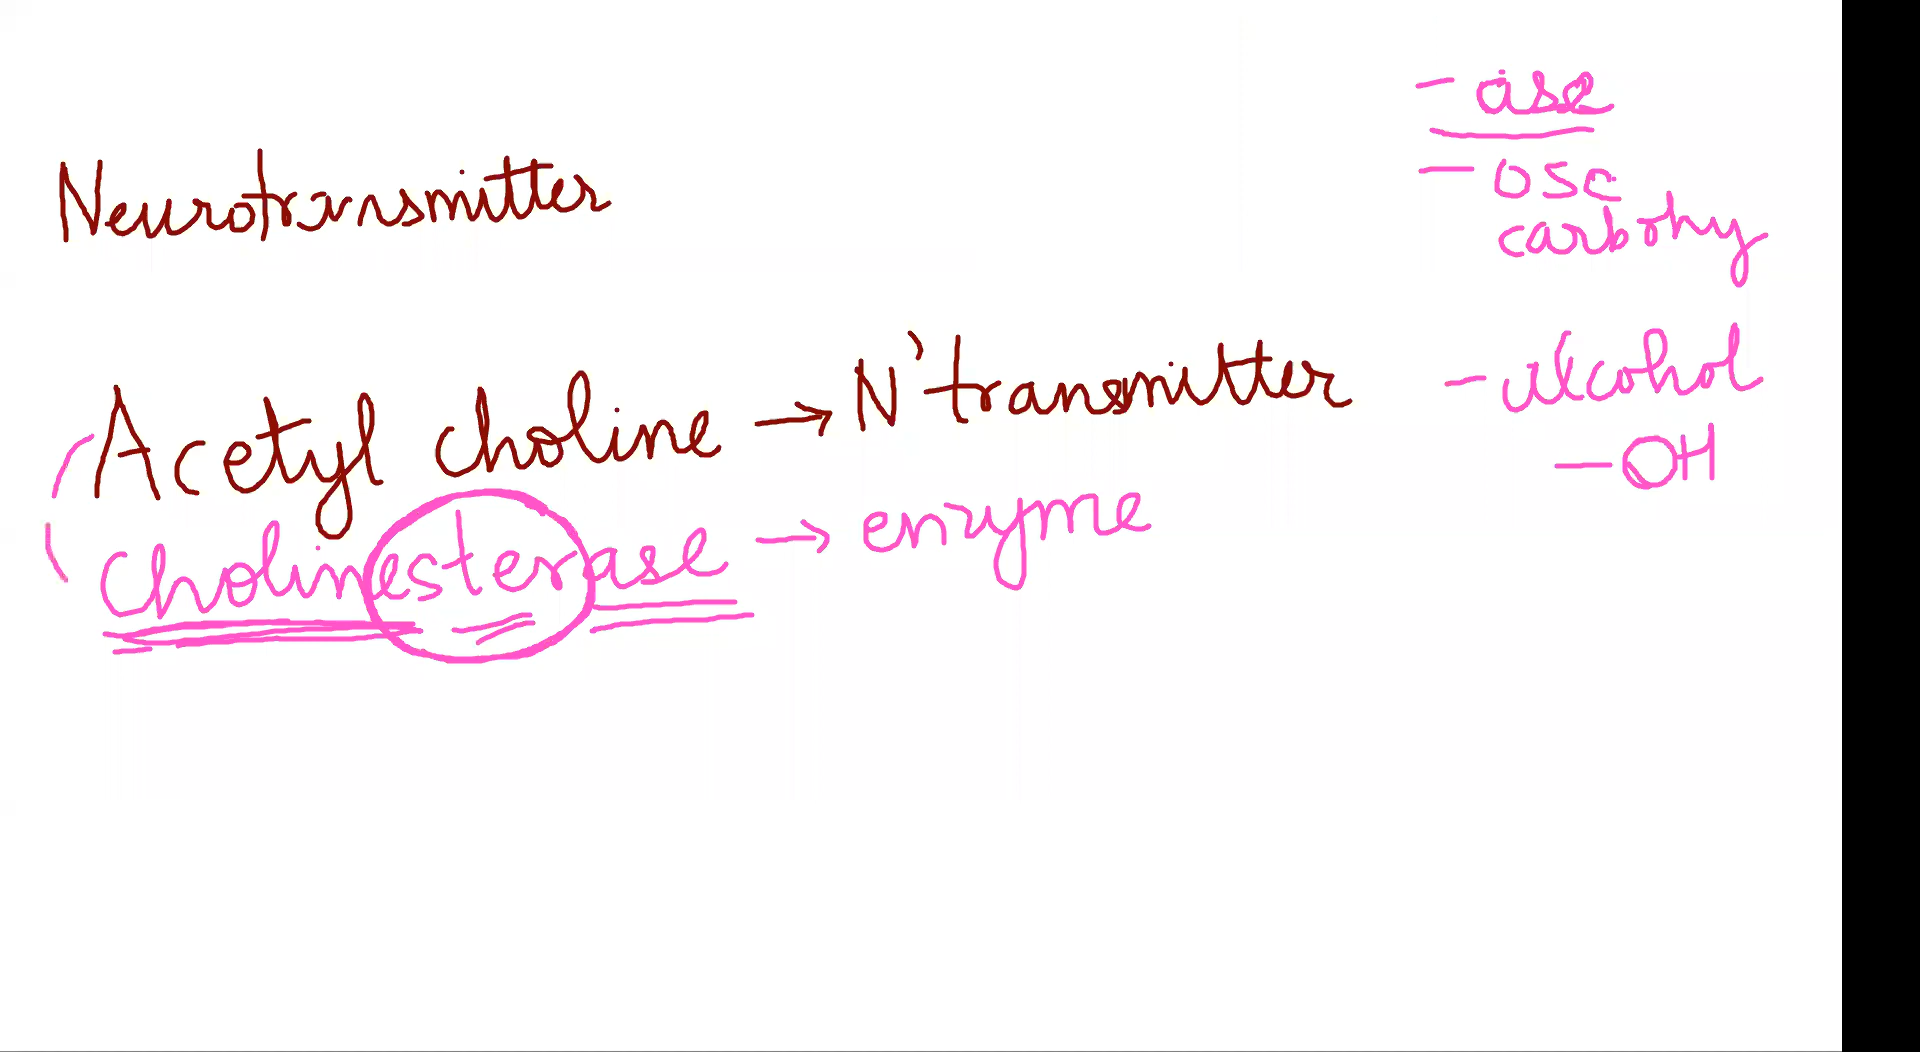 Neurotransmitter
Acetyl choline → N'transmitter
Cholinesterase → enzyme
- ase
- ose
carbohy
- alcohol
- OH